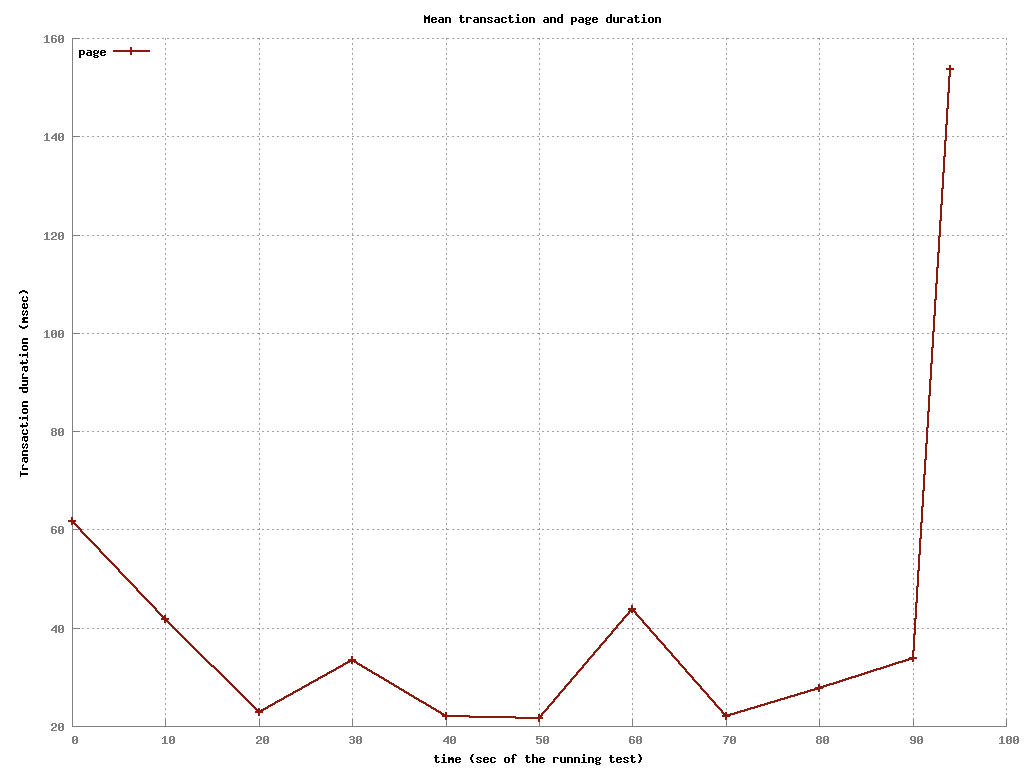 Mean transaction and page duration
160
page
140
120
100
80
60
40
20
Transaction duration (msec)
0 10 20 30 40 50 60 70 80 90 100
time (sec of the running test)